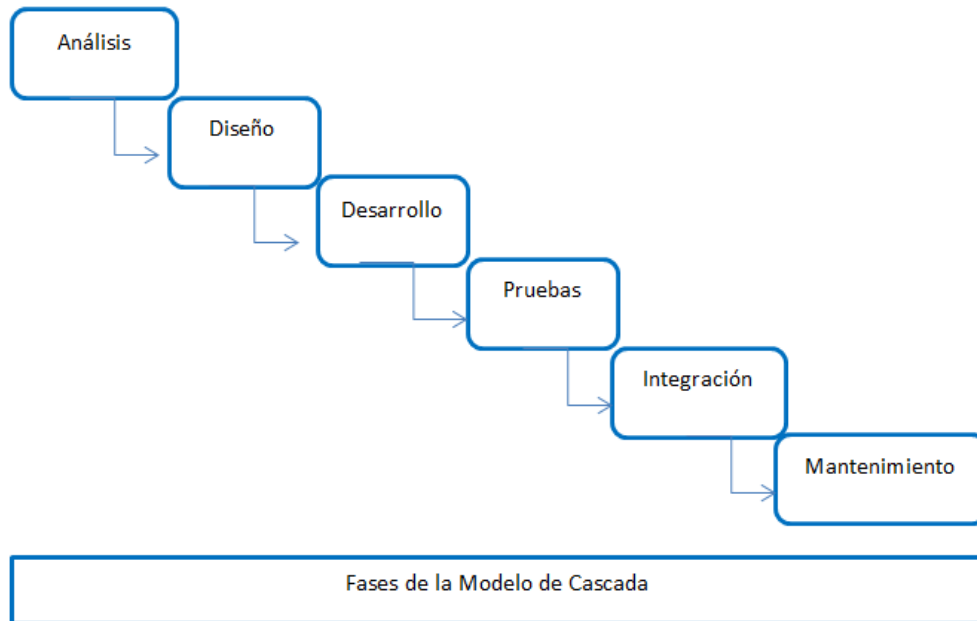 Análisis
Diseño
Desarrollo
Pruebas
Integración
Mantenimiento
Fases de la Modelo de Cascada